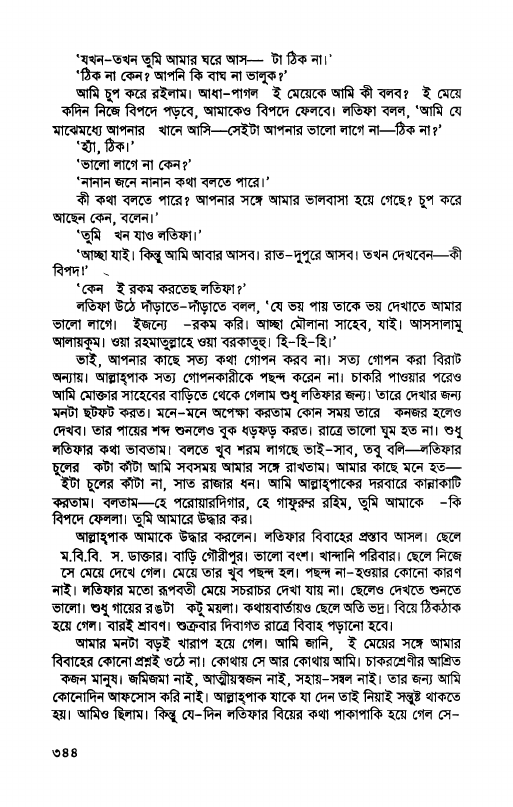 ‘যখন-তখন তুমি আমার ঘরে আস— টা ঠিক না।’
‘ঠিক না কেন? আপনি কি বাঘ না ভালুক?’
আমি চুপ করে রইলাম। আধা-পাগল ই মেয়েকে আমি কী বলব? ই মেয়ে
কদিন নিজে বিপদে পড়বে, আমাকেও বিপদে ফেলবে। লতিফা বলল, ‘আমি যে
মাঝেমধ্যে আপনার খানে আসি—সেইটা আপনার ভালো লাগে না—ঠিক না?’
‘হ্যাঁ, ঠিক।’
‘ভালো লাগে না কেন?’
‘নানান জনে নানান কথা বলতে পারে।’
কী কথা বলতে পারে? আপনার সঙ্গে আমার ভালবাসা হয়ে গেছে? চুপ করে
আছেন কেন, বলেন।’
‘তুমি খন যাও লতিফা।’
‘আচ্ছা যাই। কিন্তু আমি আবার আসব। রাত-দুপুরে আসব। তখন দেখবেন—কী
বিপদ!’
‘কেন ই রকম করতেছ লতিফা?’
লতিফা উঠে দাঁড়াতে-দাঁড়াতে বলল, ‘যে ভয় পায় তাকে ভয় দেখাতে আমার
ভালো লাগে। ইজন্যে -রকম করি। আচ্ছা মৌলানা সাহেব, যাই। আসসালামু
আলায়কুম। ওয়া রহমাতুল্লাহে ওয়া বরকাতুহু। হি-হি-হি।’
ভাই, আপনার কাছে সত্য কথা গোপন করব না। সত্য গোপন করা বিরাট
অন্যায়। আল্লাহ্‌পাক সত্য গোপনকারীকে পছন্দ করেন না। চাকরি পাওয়ার পরেও
আমি মোক্তার সাহেবের বাড়িতে থেকে গেলাম শুধু লতিফার জন্য। তারে দেখার জন্য
মনটা ছটফট করত। মনে-মনে অপেক্ষা করতাম কোন সময় তারে কনজর হলেও
দেখব। তার পায়ের শব্দ শুনলেও বুক ধড়ফড় করত। রাত্রে ভালো ঘুম হত না। শুধু
লতিফার কথা ভাবতাম। বলতে খুব শরম লাগছে ভাই-সাব, তবু বলি—লতিফার
চুলের কটা কাঁটা আমি সবসময় আমার সঙ্গে রাখতাম। আমার কাছে মনে হত—
ইটা চুলের কাঁটা না, সাত রাজার ধন। আমি আল্লাহ্‌পাকের দরবারে কান্নাকাটি
করতাম। বলতাম—হে পরোয়ারদিগার, হে গাফুরুর রহিম, তুমি আমাকে -কি
বিপদে ফেললা। তুমি আমারে উদ্ধার কর।
আল্লাহ্‌পাক আমাকে উদ্ধার করলেন। লতিফার বিবাহের প্রস্তাব আসল। ছেলে
ম.বি.বি. স. ডাক্তার। বাড়ি গৌরীপুর। ভালো বংশ। খান্দানি পরিবার। ছেলে নিজে
সে মেয়ে দেখে গেল। মেয়ে তার খুব পছন্দ হল। পছন্দ না-হওয়ার কোনো কারণ
নাই। লতিফার মতো রূপবতী মেয়ে সচরাচর দেখা যায় না। ছেলেও দেখতে শুনতে
ভালো। শুধু গায়ের রঙটা কটু ময়লা। কথায়বার্তায়ও ছেলে অতি ভদ্র। বিয়ে ঠিকঠাক
হয়ে গেল। বারই শ্রাবণ। শুক্রবার দিবাগত রাত্রে বিবাহ পড়ানো হবে।
আমার মনটা বড়ই খারাপ হয়ে গেল। আমি জানি, ই মেয়ের সঙ্গে আমার
বিবাহের কোনো প্রশ্নই ওঠে না। কোথায় সে আর কোথায় আমি। চাকরশ্রেণীর আশ্রিত
কজন মানুষ। জমিজমা নাই, আত্মীয়স্বজন নাই, সহায়-সম্বল নাই। তার জন্য আমি
কোনোদিন আফসোস করি নাই। আল্লাহ্‌পাক যাকে যা দেন তাই নিয়াই সন্তুষ্ট থাকতে
হয়। আমিও ছিলাম। কিন্তু যে-দিন লতিফার বিয়ের কথা পাকাপাকি হয়ে গেল সে-
৩৪৪